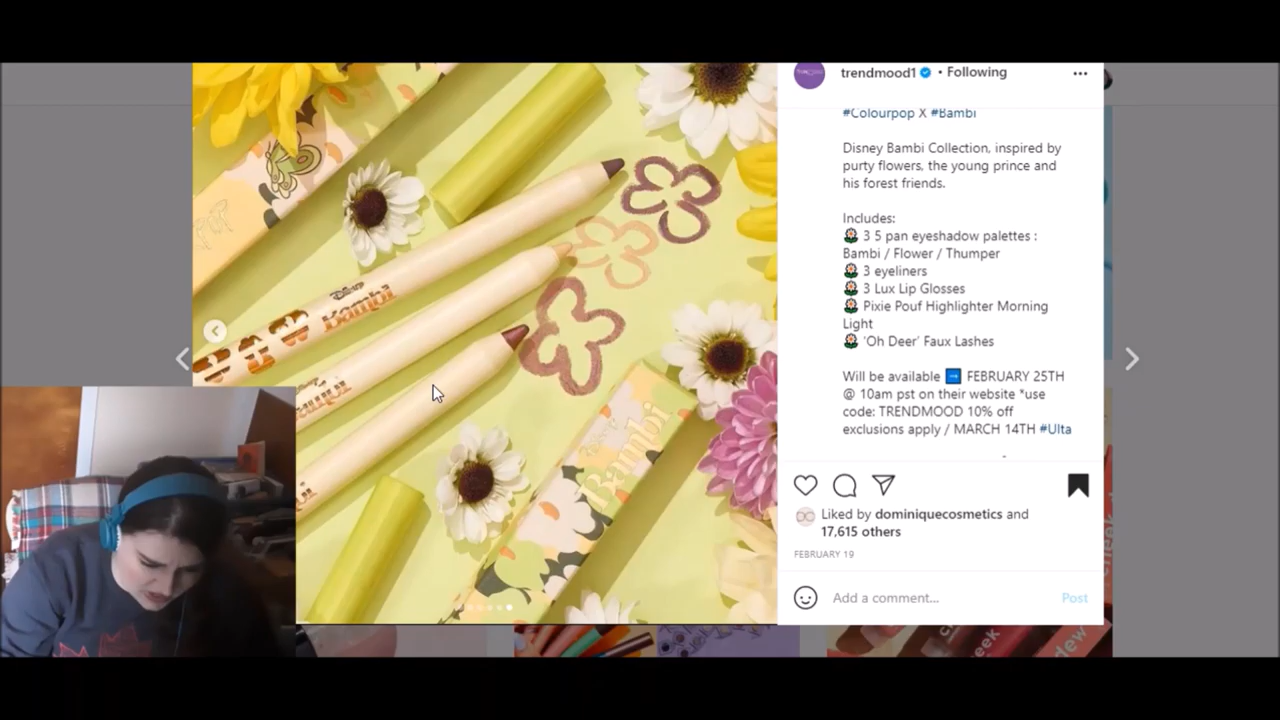 trendmood1 • Following
#Colourpop X #Bambi
Disney Bambi Collection, inspired by
purty flowers, the young prince and
his forest friends.
Includes:
3 5 pan eyeshadow palettes :
Bambi / Flower / Thumper
3 eyeliners
3 Lux Lip Glosses
Pixie Pouf Highlighter Morning
Light
'Oh Deer' Faux Lashes
Will be available ➡ FEBRUARY 25TH
@ 10am pst on their website *use
code: TRENDMOOD 10% off
exclusions apply / MARCH 14TH #Ulta
Liked by dominiquecosmetics and
17,615 others
FEBRUARY 19
Add a comment...
Post
Disney
Bambi
Bambi